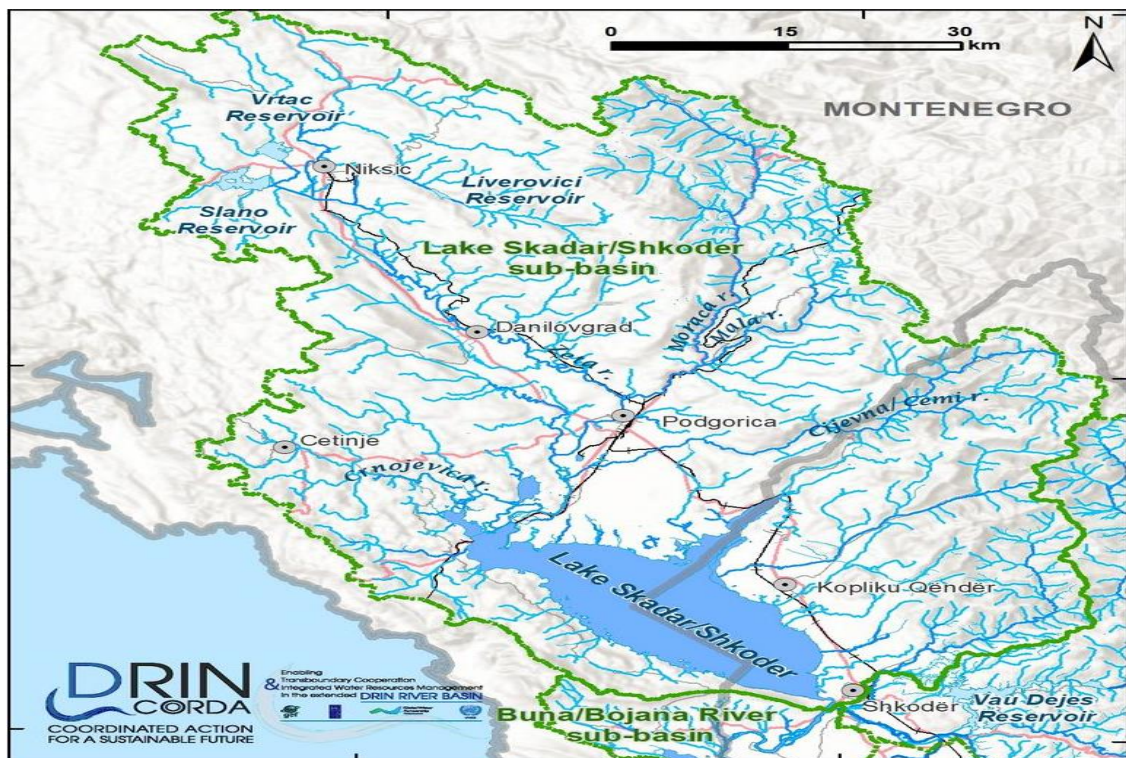 N
0 15 30
km
MONTENEGRO
Vrtac
Reservoir
Niksic
Liverovici
Reservoir
Slano
Reservoir
Lake Skadar/Shkoder
sub-basin
Moraca r.
Mala r.
Danilovgrad
Zeta r.
Podgorica
Cijevna/ Cemi r.
Cetinje
Crnojevica r.
Lake Skadar/Shkoder
Kopliku Qëndër
Shkodër
Vau Dejes
Reservoir
Buna/Bojana River
sub-basin
DRIN
CORDA
COORDINATED ACTION
FOR A SUSTAINABLE FUTURE
Enabling
Transboundary Cooperation
& Integrated Water Resources Management
in the extended DRIN RIVER BASIN
gef